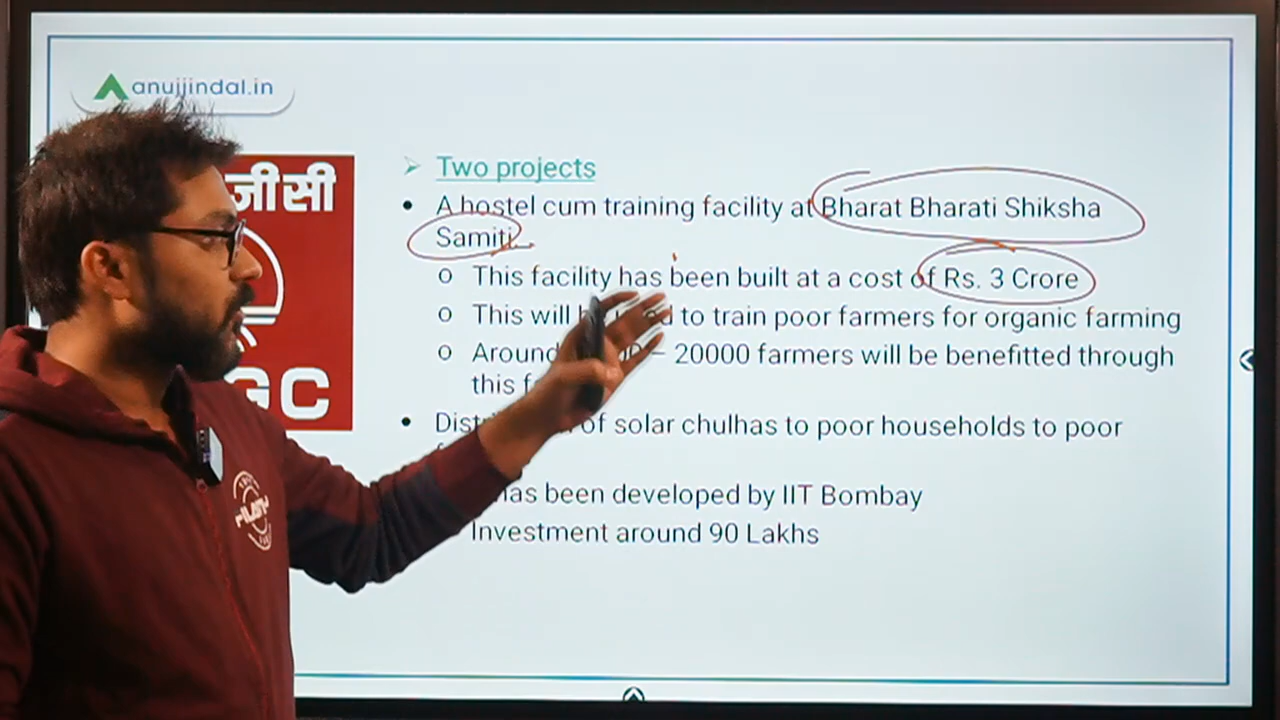 anujjindal.in
जीसी
GC
Two projects
A hostel cum training facility at Bharat Bharati Shiksha
Samiti
This facility has been built at a cost of Rs. 3 Crore
This will to train poor farmers for organic farming
Around – 20000 farmers will be benefitted through
this
of solar chulhas to poor households to poor
has been developed by IIT Bombay
Investment around 90 Lakhs